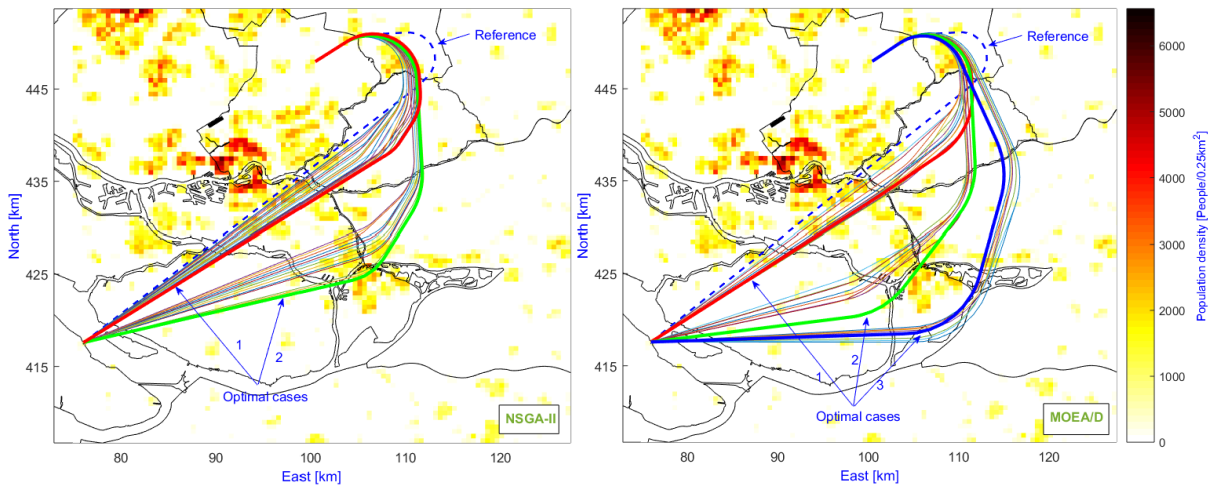 North [km]
445
435
425
415
80
90
100
110
120
East [km]
Reference
1
2
Optimal cases
NSGA-II
North [km]
445
435
425
415
80
90
100
110
120
East [km]
Reference
1
2
3
Optimal cases
MOEA/D
6000
5000
4000
3000
2000
1000
0
Population density [People/0.25km²]